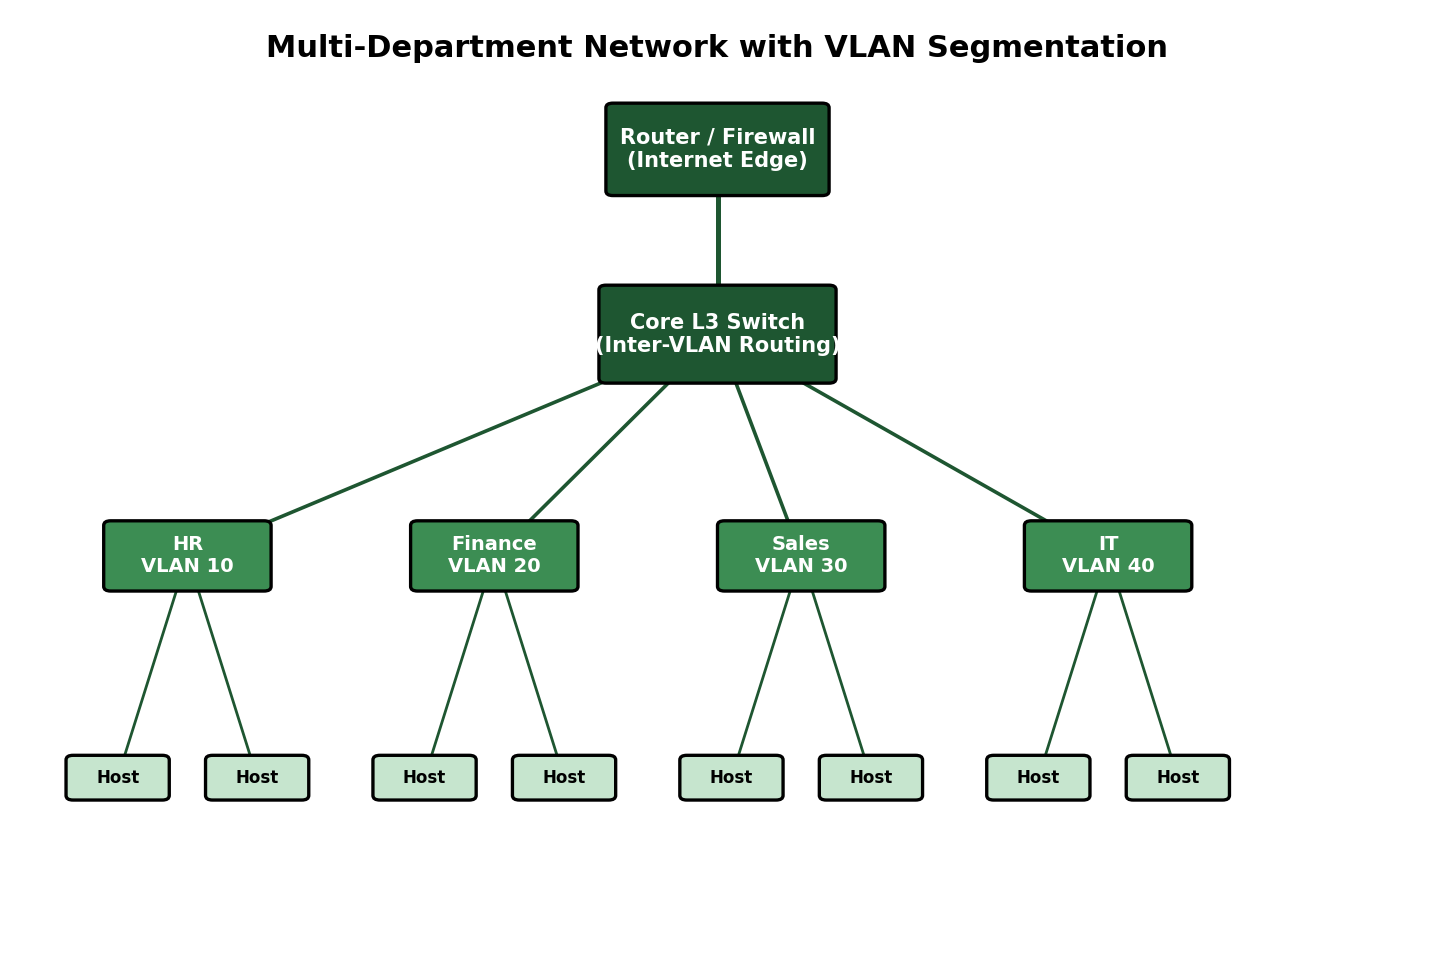 Multi-Department Network with VLAN Segmentation
Router / Firewall
(Internet Edge)
Core L3 Switch
(Inter-VLAN Routing)
HR
VLAN 10
Finance
VLAN 20
Sales
VLAN 30
IT
VLAN 40
Host
Host
Host
Host
Host
Host
Host
Host